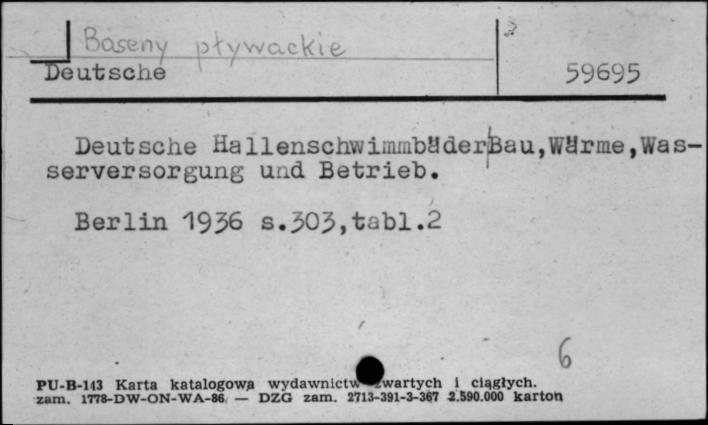 Baseny pływackie
Deutsche 59695
Deutsche Hallenschwimmbäder Bau,Wärme,Was-
serversorgung und Betrieb.
Berlin 1936 s.303,tabl.2
6
PU-B-143 Karta katalogowa wydawnictw zwartych i ciągłych.
zam. 1778-DW-ON-WA-86 — DZG zam. 2713-391-3-367 2.590.000 karton